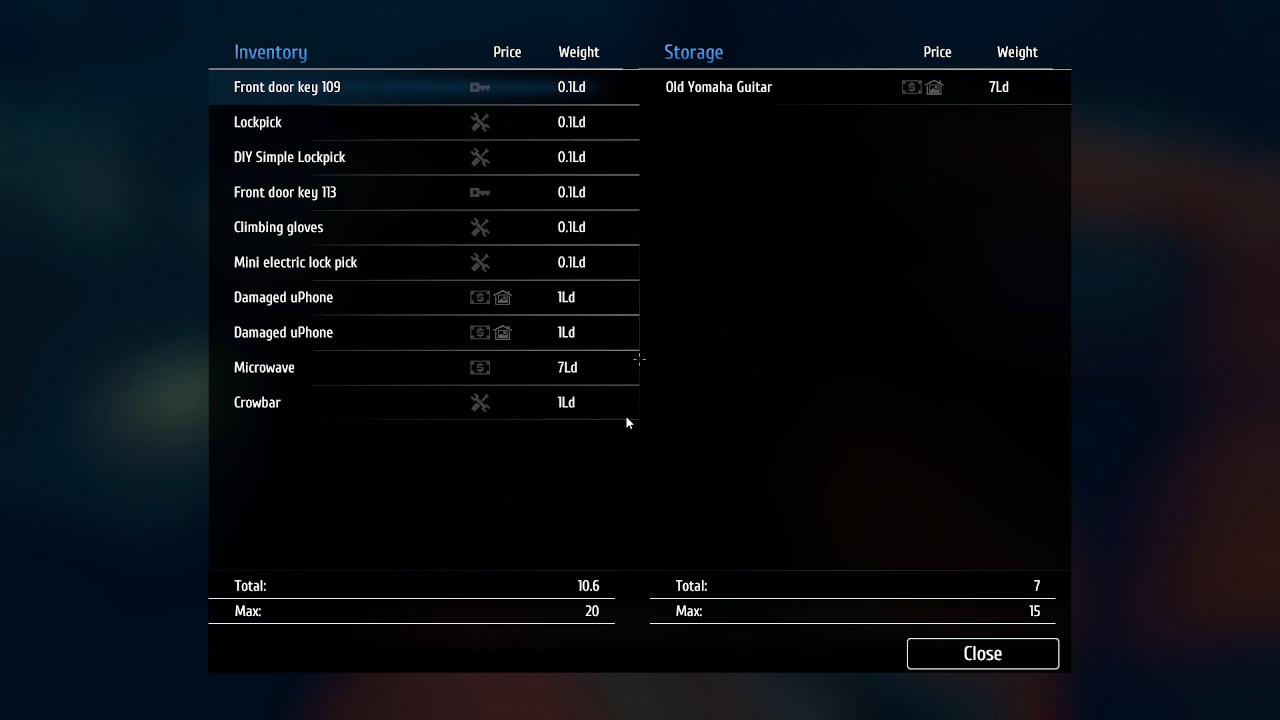 Inventory Price Weight
Front door key 109 0.1Ld
Lockpick 0.1Ld
DIY Simple Lockpick 0.1Ld
Front door key 113 0.1Ld
Climbing gloves 0.1Ld
Mini electric lock pick 0.1Ld
Damaged uPhone 1Ld
Damaged uPhone 1Ld
Microwave 7Ld
Crowbar 1Ld
Total: 10.6
Max: 20
Storage Price Weight
Old Yomaha Guitar 7Ld
Total: 7
Max: 15
Close